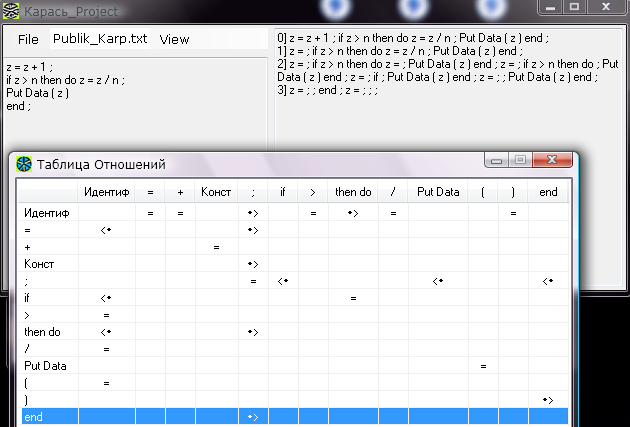 Карась_Project
File Publik_Karp.txt View
z = z + 1 ;
if z > n then do z = z / n ;
Put Data ( z )
end ;
0] z = z + 1 ; if z > n then do z = z / n ; Put Data ( z ) end ;
1] z = ; if z > n then do z = z / n ; Put Data ( z ) end ;
2] z = ; if z > n then do z = ; Put Data ( z ) end ; z = ; if z > n then do ; Put
Data ( z ) end ; z = ; if ; Put Data ( z ) end ; z = ; ; Put Data ( z ) end ;
3] z = ; ; end ; z = ; ; ;
Таблица Отношений
Идентиф = + Конст ; if > then do / Put Data ( ) end
Идентиф = = •> = •> = =
= <• •>
+ =
Конст •>
; = <• <• <•
if <• =
> =
then do <• •>
/ =
Put Data =
( =
) •>
end •>